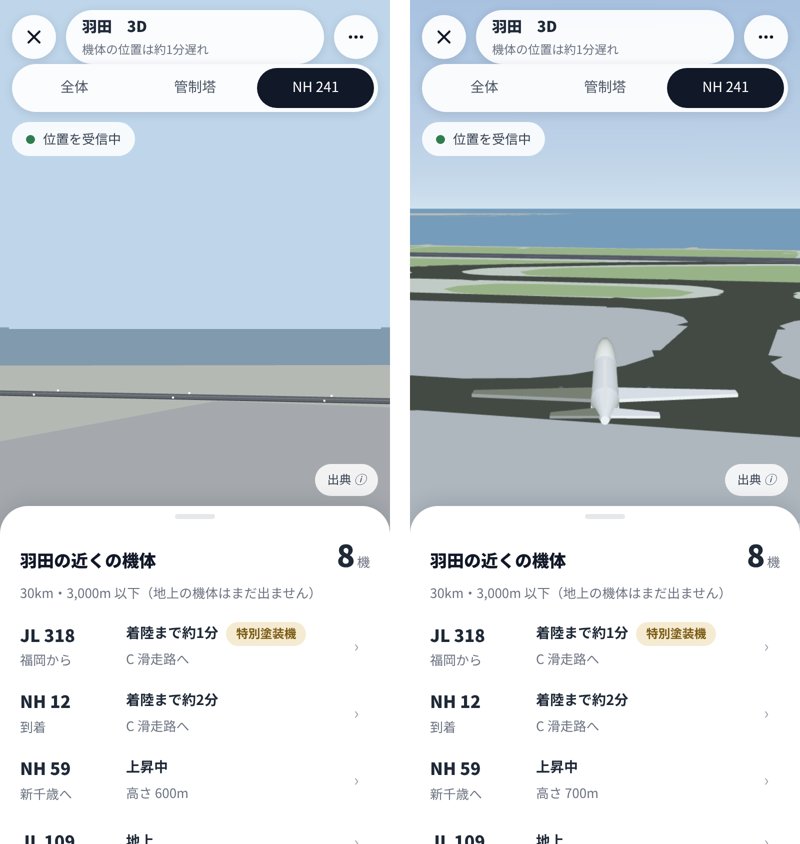 羽田 3D
機体の位置は約1分遅れ
全体
管制塔
NH 241
位置を受信中
出典
羽田の近くの機体
8機
30km・3,000m 以下（地上の機体はまだ出ません）
JL 318
着陸まで約1分 特別塗装機
福岡から
C 滑走路へ
NH 12
着陸まで約2分
到着
C 滑走路へ
NH 59
上昇中
新千歳へ
高さ 600m
JL 109
地上
羽田 3D
機体の位置は約1分遅れ
全体
管制塔
NH 241
位置を受信中
出典
羽田の近くの機体
8機
30km・3,000m 以下（地上の機体はまだ出ません）
JL 318
着陸まで約1分 特別塗装機
福岡から
C 滑走路へ
NH 12
着陸まで約2分
到着
C 滑走路へ
NH 59
上昇中
新千歳へ
高さ 700m
JL 109
地上